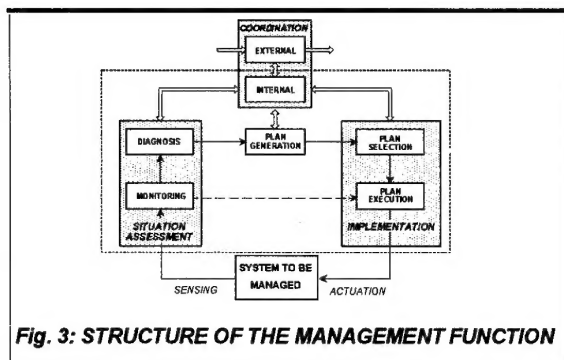 COORDINATION
EXTERNAL
INTERNAL
DIAGNOSIS
PLAN
GENERATION
PLAN
SELECTION
MONITORING
PLAN
EXECUTION
SITUATION
ASSESSMENT
IMPLEMENTATION
SYSTEM TO BE
MANAGED
SENSING
ACTUATION
Fig. 3: STRUCTURE OF THE MANAGEMENT FUNCTION